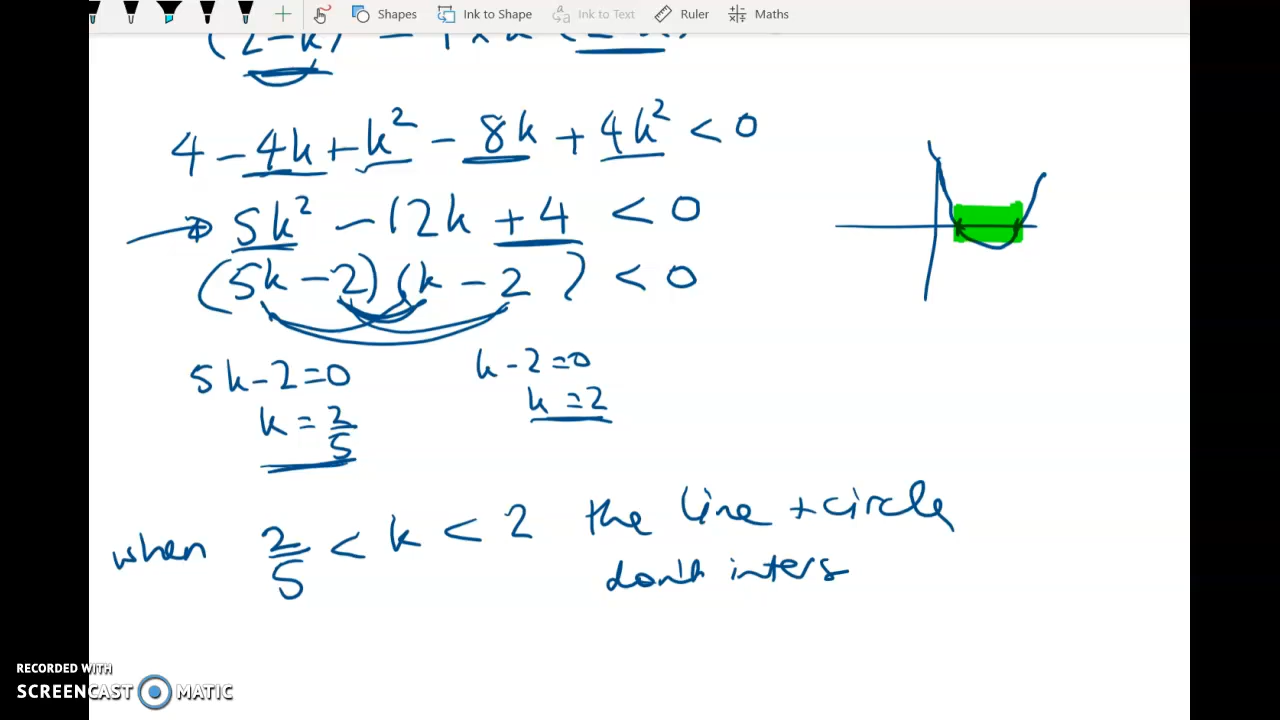 Shapes Ink to Shape Ink to Text Ruler Maths
4 - 4k + k² - 8k + 4k² < 0
5k² - 12k + 4 < 0
(5k - 2)(k - 2) < 0
5k - 2 = 0 k - 2 = 0
k = 2/5 k = 2
when 2/5 < k < 2 the line + circle
don't inters
RECORDED WITH
SCREENCAST MATIC